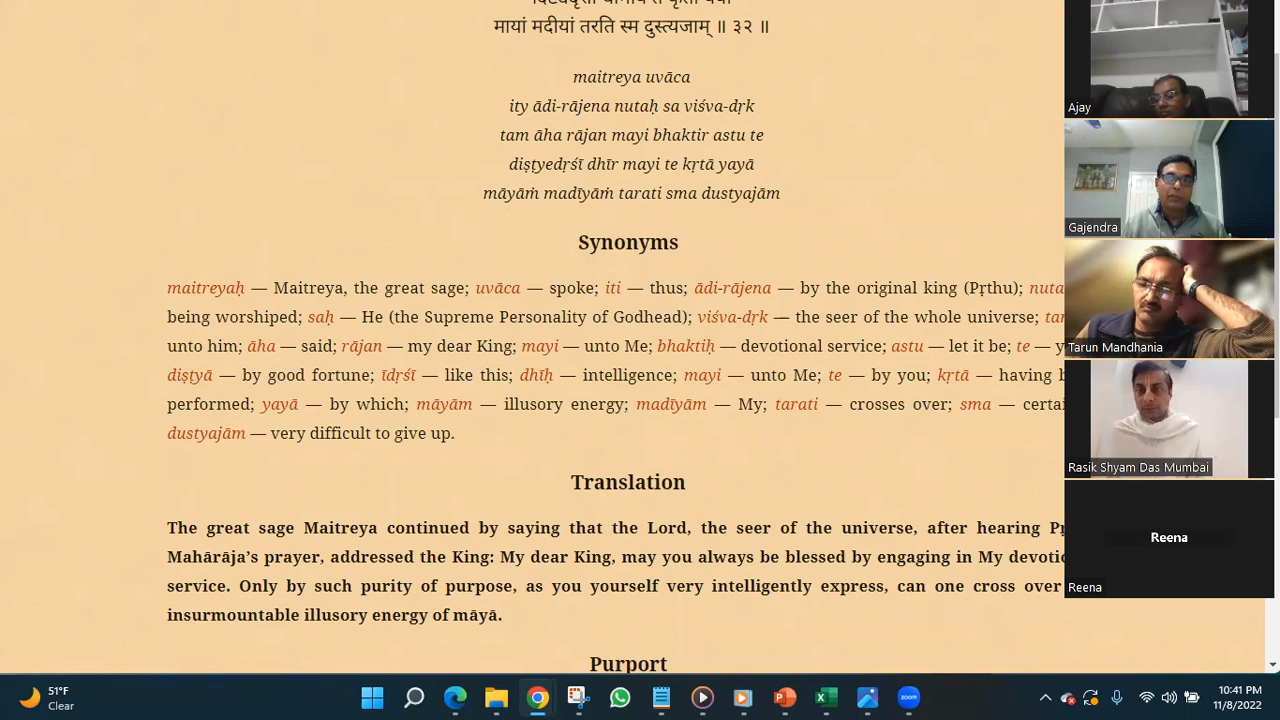 मायां मदीयां तरति स्म दुस्त्यजाम् ॥ ३२ ॥
maitreya uvāca
ity ādi-rājena nutaḥ sa viśva-dṛk
tam āha rājan mayi bhaktir astu te
diṣṭyedṛśī dhīr mayi te kṛtā yayā
māyāṁ madīyāṁ tarati sma dustyajām
Synonyms
maitreyaḥ — Maitreya, the great sage; uvāca — spoke; iti — thus; ādi-rājena — by the original king (Pṛthu);
being worshiped; saḥ — He (the Supreme Personality of Godhead); viśva-dṛk — the seer of the whole universe;
unto him; āha — said; rājan — my dear King; mayi — unto Me; bhaktiḥ — devotional service; astu — let it be; te —
diṣṭyā — by good fortune; īdṛśī — like this; dhīḥ — intelligence; mayi — unto Me; te — by you; kṛtā — having
performed; yayā — by which; māyām — illusory energy; madīyām — My; tarati — crosses over; sma —
dustyajām — very difficult to give up.
Translation
The great sage Maitreya continued by saying that the Lord, the seer of the universe, after hearing
Mahārāja’s prayer, addressed the King: My dear King, may you always be blessed by engaging in My
service. Only by such purity of purpose, as you yourself very intelligently express, can one cross over
insurmountable illusory energy of māyā.
Purport
Ajay
Gajendra
Tarun Mandhania
Rasik Shyam Das Mumbai
Reena
Reena
51°F
Clear
10:41 PM
11/8/2022